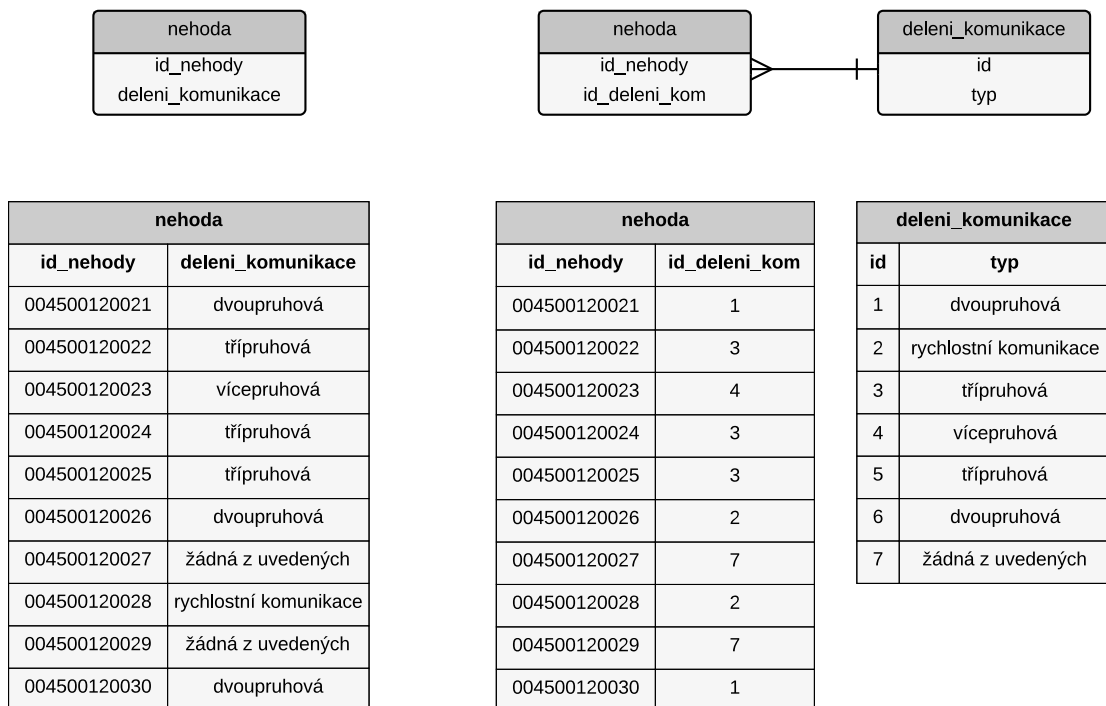 nehoda
id_nehody
deleni_komunikace
nehoda
id_nehody
id_deleni_kom
deleni_komunikace
id
typ
nehoda
id_nehody deleni_komunikace
004500120021 dvoupruhová
004500120022 třípruhová
004500120023 vícepruhová
004500120024 třípruhová
004500120025 třípruhová
004500120026 dvoupruhová
004500120027 žádná z uvedených
004500120028 rychlostní komunikace
004500120029 žádná z uvedených
004500120030 dvoupruhová
nehoda
id_nehody id_deleni_kom
004500120021 1
004500120022 3
004500120023 4
004500120024 3
004500120025 3
004500120026 2
004500120027 7
004500120028 2
004500120029 7
004500120030 1
deleni_komunikace
id typ
1 dvoupruhová
2 rychlostní komunikace
3 třípruhová
4 vícepruhová
5 třípruhová
6 dvoupruhová
7 žádná z uvedených